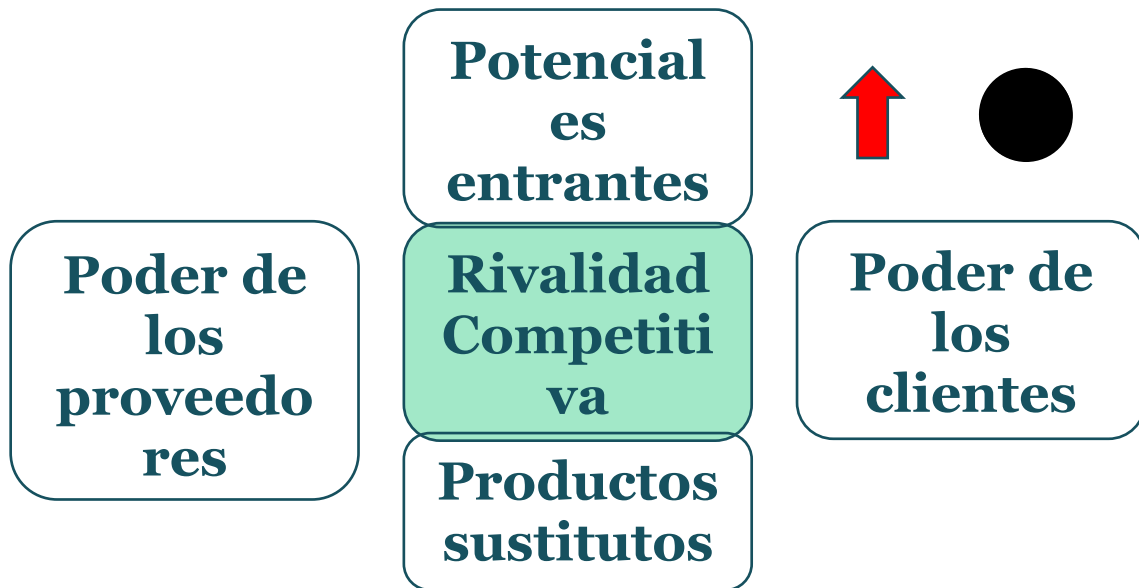 Potencial
es
entrantes
Poder de
los
proveedo
res
Rivalidad
Competiti
va
Poder de
los
clientes
Productos
sustitutos